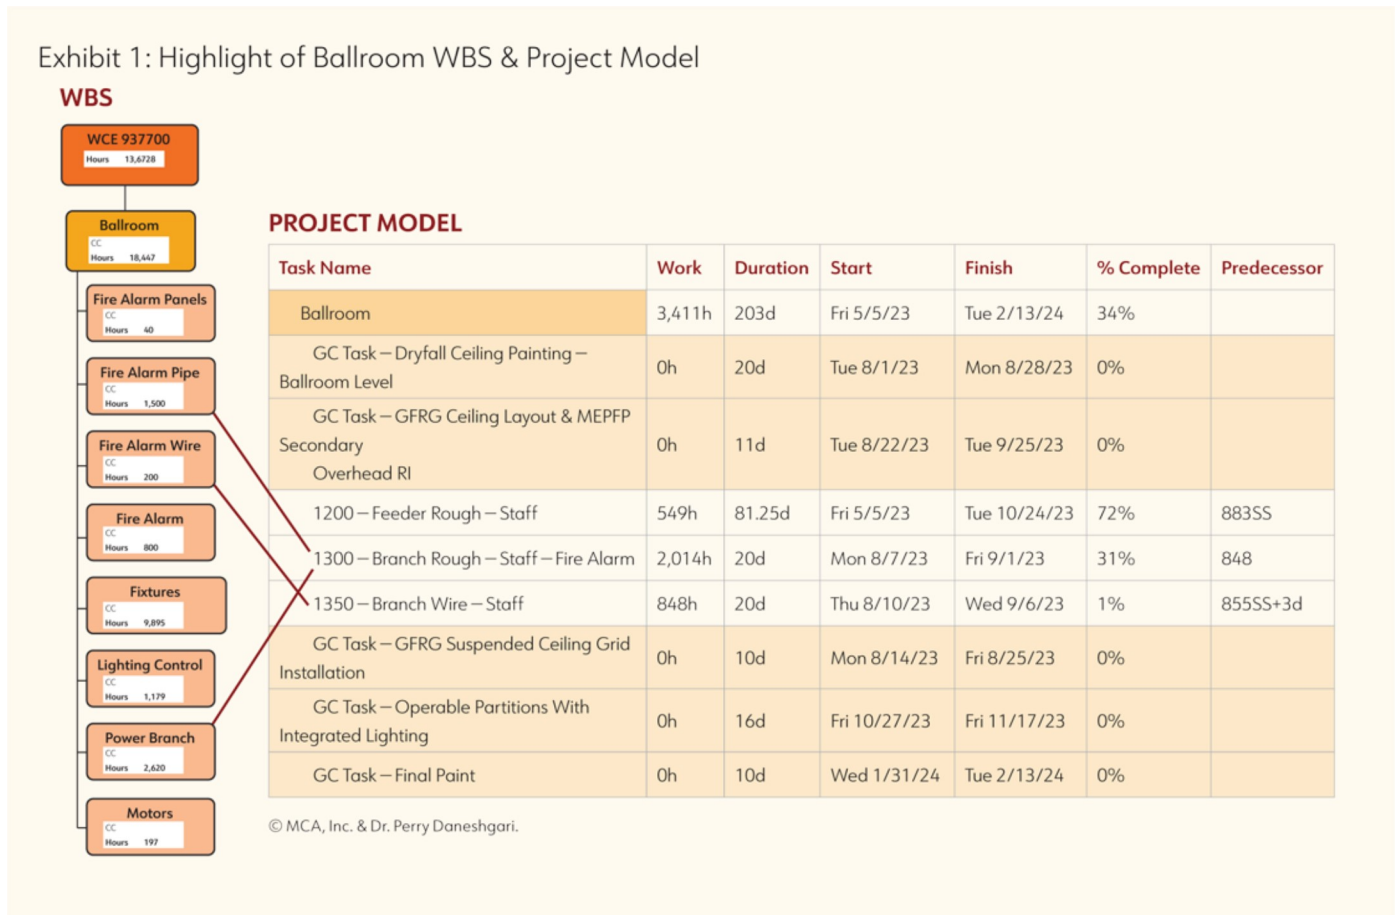 Exhibit 1: Highlight of Ballroom WBS & Project Model
WBS
WCE 937700
Hours 13,6728
Ballroom
CC
Hours 18,447
Fire Alarm Panels
CC
Hours 40
Fire Alarm Pipe
CC
Hours 1,500
Fire Alarm Wire
CC
Hours 200
Fire Alarm
CC
Hours 800
Fixtures
CC
Hours 9,895
Lighting Control
CC
Hours 1,179
Power Branch
CC
Hours 2,620
Motors
CC
Hours 197
PROJECT MODEL
Task Name Work Duration Start Finish % Complete Predecessor
Ballroom 3,411h 203d Fri 5/5/23 Tue 2/13/24 34%
GC Task – Dryfall Ceiling Painting –
Ballroom Level 0h 20d Tue 8/1/23 Mon 8/28/23 0%
GC Task – GFRG Ceiling Layout & MEPFP
Secondary 0h 11d Tue 8/22/23 Tue 9/25/23 0%
Overhead RI
1200 – Feeder Rough – Staff 549h 81.25d Fri 5/5/23 Tue 10/24/23 72% 883SS
1300 – Branch Rough – Staff – Fire Alarm 2,014h 20d Mon 8/7/23 Fri 9/1/23 31% 848
1350 – Branch Wire – Staff 848h 20d Thu 8/10/23 Wed 9/6/23 1% 855SS+3d
GC Task – GFRG Suspended Ceiling Grid
Installation 0h 10d Mon 8/14/23 Fri 8/25/23 0%
GC Task – Operable Partitions With
Integrated Lighting 0h 16d Fri 10/27/23 Fri 11/17/23 0%
GC Task – Final Paint 0h 10d Wed 1/31/24 Tue 2/13/24 0%
© MCA, Inc. & Dr. Perry Daneshgari.